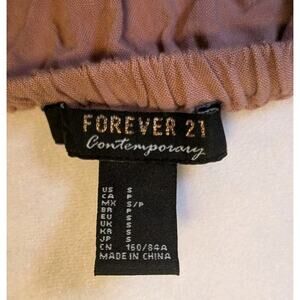 FOREVER 21
Contemporary
US S
CA P
MX S/P
BR P
EU S
UK S
KR S
JP S
CN 160/84A
MADE IN CHINA